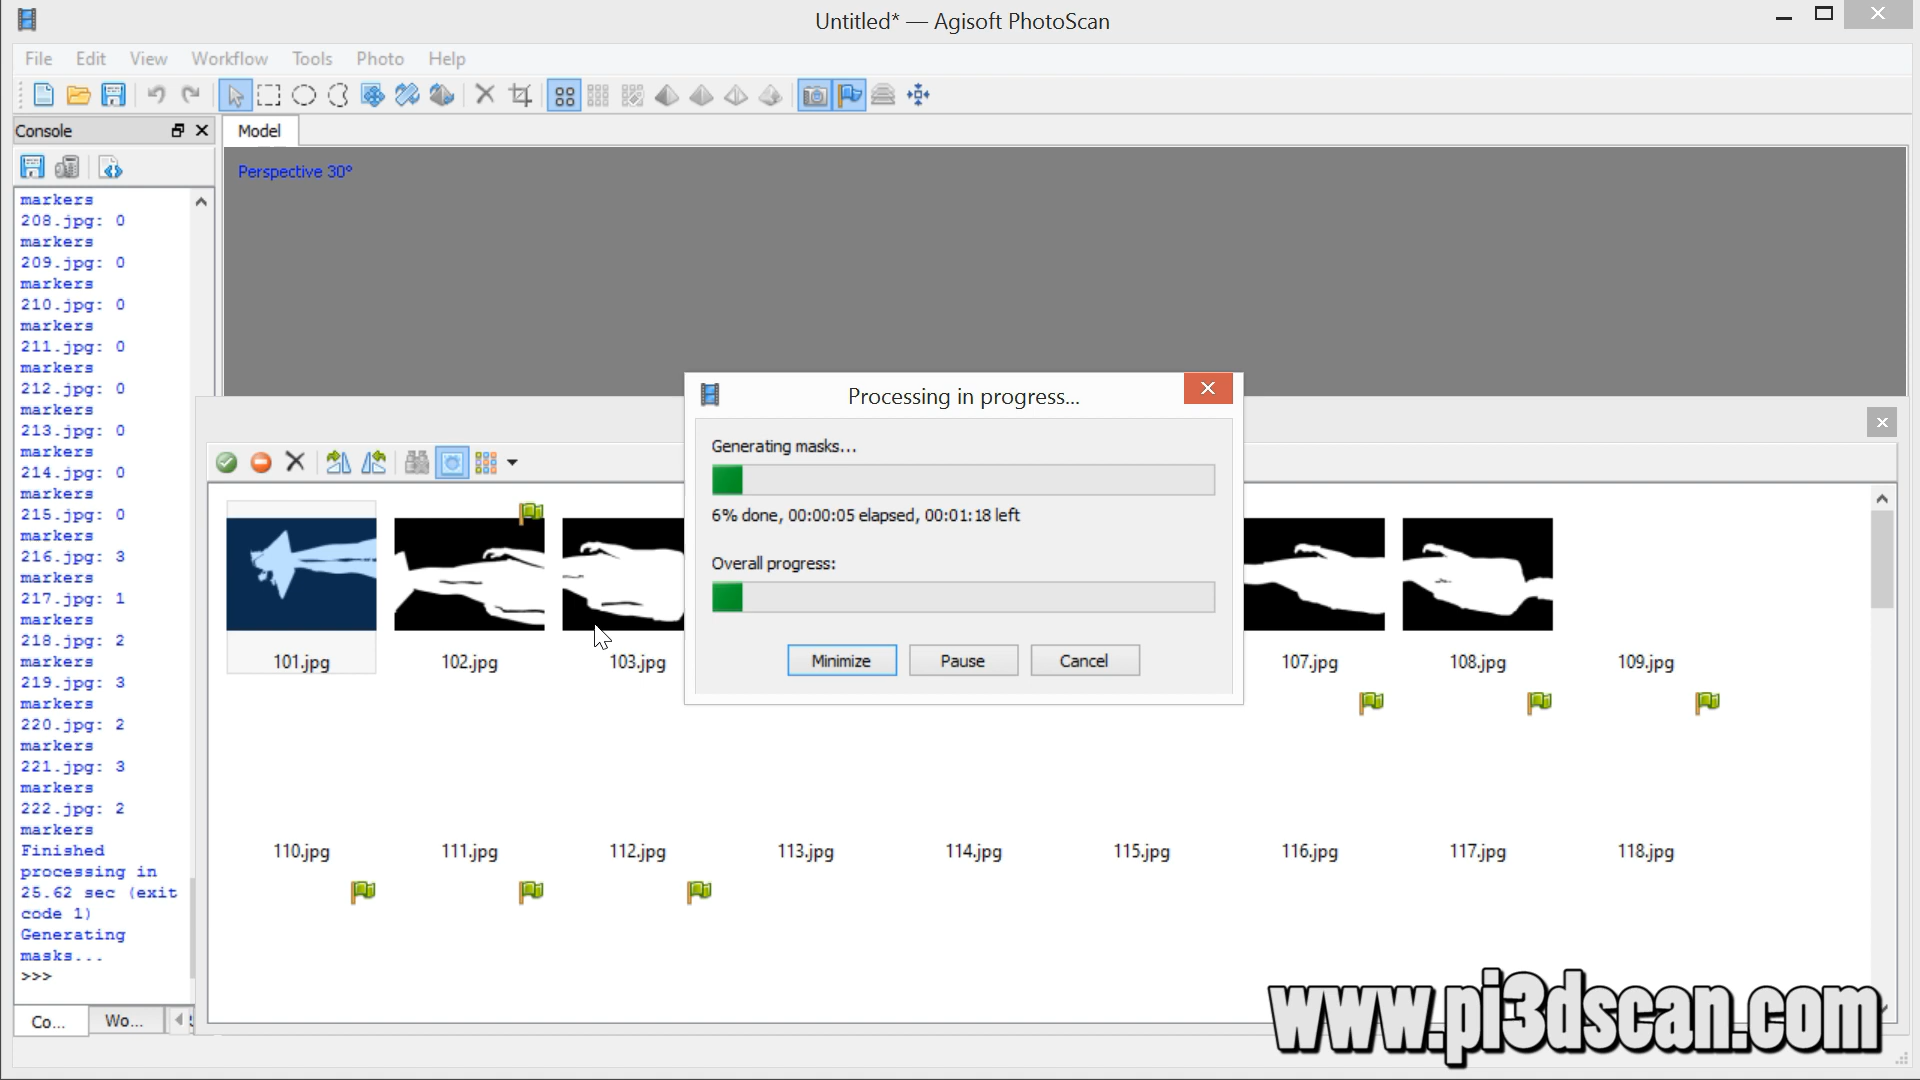 Untitled* — Agisoft PhotoScan
File Edit View Workflow Tools Photo Help
Console
Model
Perspective 30°
markers
208.jpg: 0
markers
209.jpg: 0
markers
210.jpg: 0
markers
211.jpg: 0
markers
212.jpg: 0
markers
213.jpg: 0
markers
214.jpg: 0
markers
215.jpg: 0
markers
216.jpg: 3
markers
217.jpg: 1
markers
218.jpg: 2
markers
219.jpg: 3
markers
220.jpg: 2
markers
221.jpg: 3
markers
222.jpg: 2
markers
Finished
processing in
25.62 sec (exit
code 1)
Generating
masks...
>>>
Co... Wo...
Processing in progress...
Generating masks...
6% done, 00:00:05 elapsed, 00:01:18 left
Overall progress:
Minimize Pause Cancel
101.jpg 102.jpg 103.jpg 107.jpg 108.jpg 109.jpg
110.jpg 111.jpg 112.jpg 113.jpg 114.jpg 115.jpg 116.jpg 117.jpg 118.jpg
www.pi3dscan.com